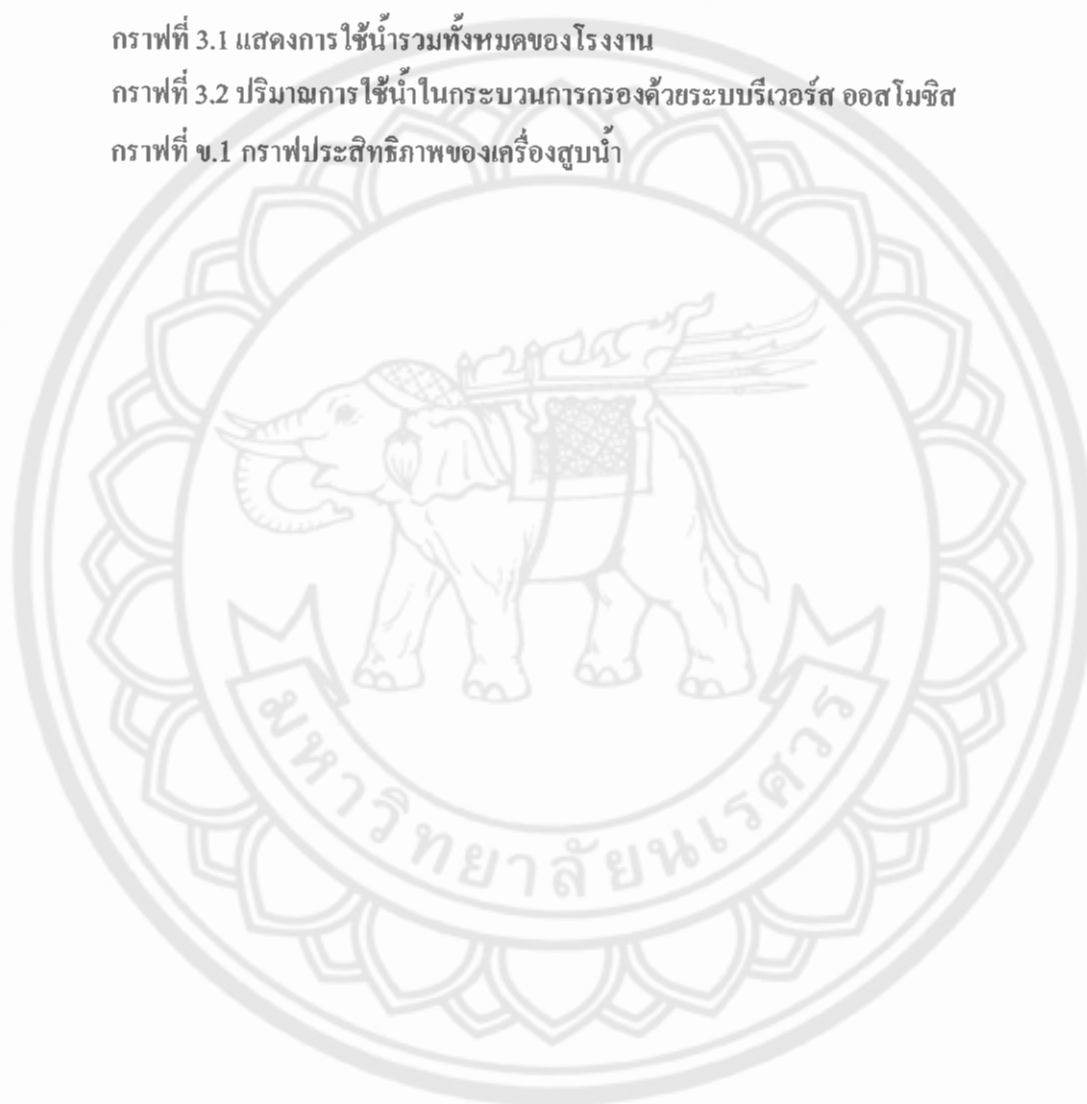 กราฟที่ 3.1 แสดงการใช้น้ำรวมทั้งหมดของโรงงาน
กราฟที่ 3.2 ปริมาณการใช้น้ำในกระบวนการกรองด้วยระบบรีเวอร์ส ออสโมซิส
กราฟที่ ข.1 กราฟประสิทธิภาพของเครื่องสูบน้ำ
มหาวิทยาลัยนเรศวร